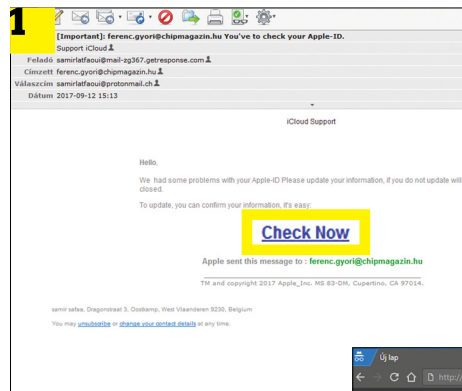 1
[Important]: ferenc.gyori@chipmagazin.hu You've to check your Apple-ID.
Support iCloud
Feladó samirlatfaoui@mail-zg367.getresponse.com
Címzett ferenc.gyori@chipmagazin.hu
Válaszcím samirlatfaoui@protonmail.ch
Dátum 2017-09-12 15:13
iCloud Support
Hello,
We had some problems with your Apple-ID Please update your information, if you do not update will
closed.
To update, you can confirm your information, it's easy:
Check Now
Apple sent this message to : ferenc.gyori@chipmagazin.hu
TM and copyright 2017 Apple_Inc. MS 83-DM, Cupertino, CA 97014.
samir safae, Dragonstraat 3, Oostkamp, West Vlaanderen 9230, Belgium
You may unsubscribe or change your contact details at any time.
Új lap
http://